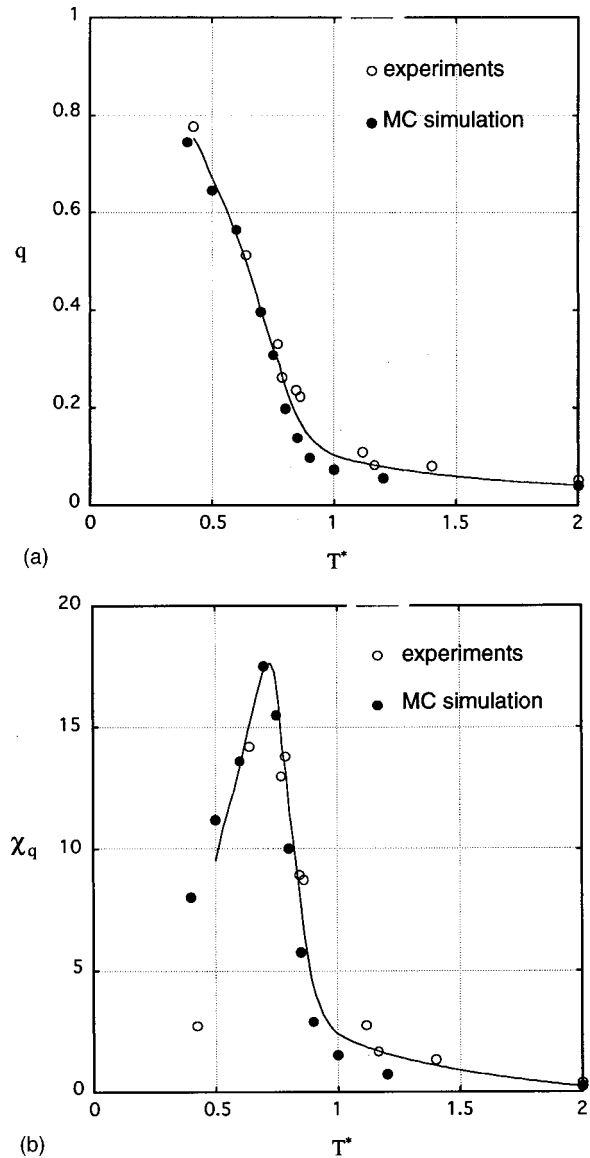 1
0.8
0.6
0.4
0.2
0
q
experiments
MC simulation
0 0.5 1 1.5 2
(a)
T*
20
15
10
5
0
χq
experiments
MC simulation
0 0.5 1 1.5 2
(b)
T*